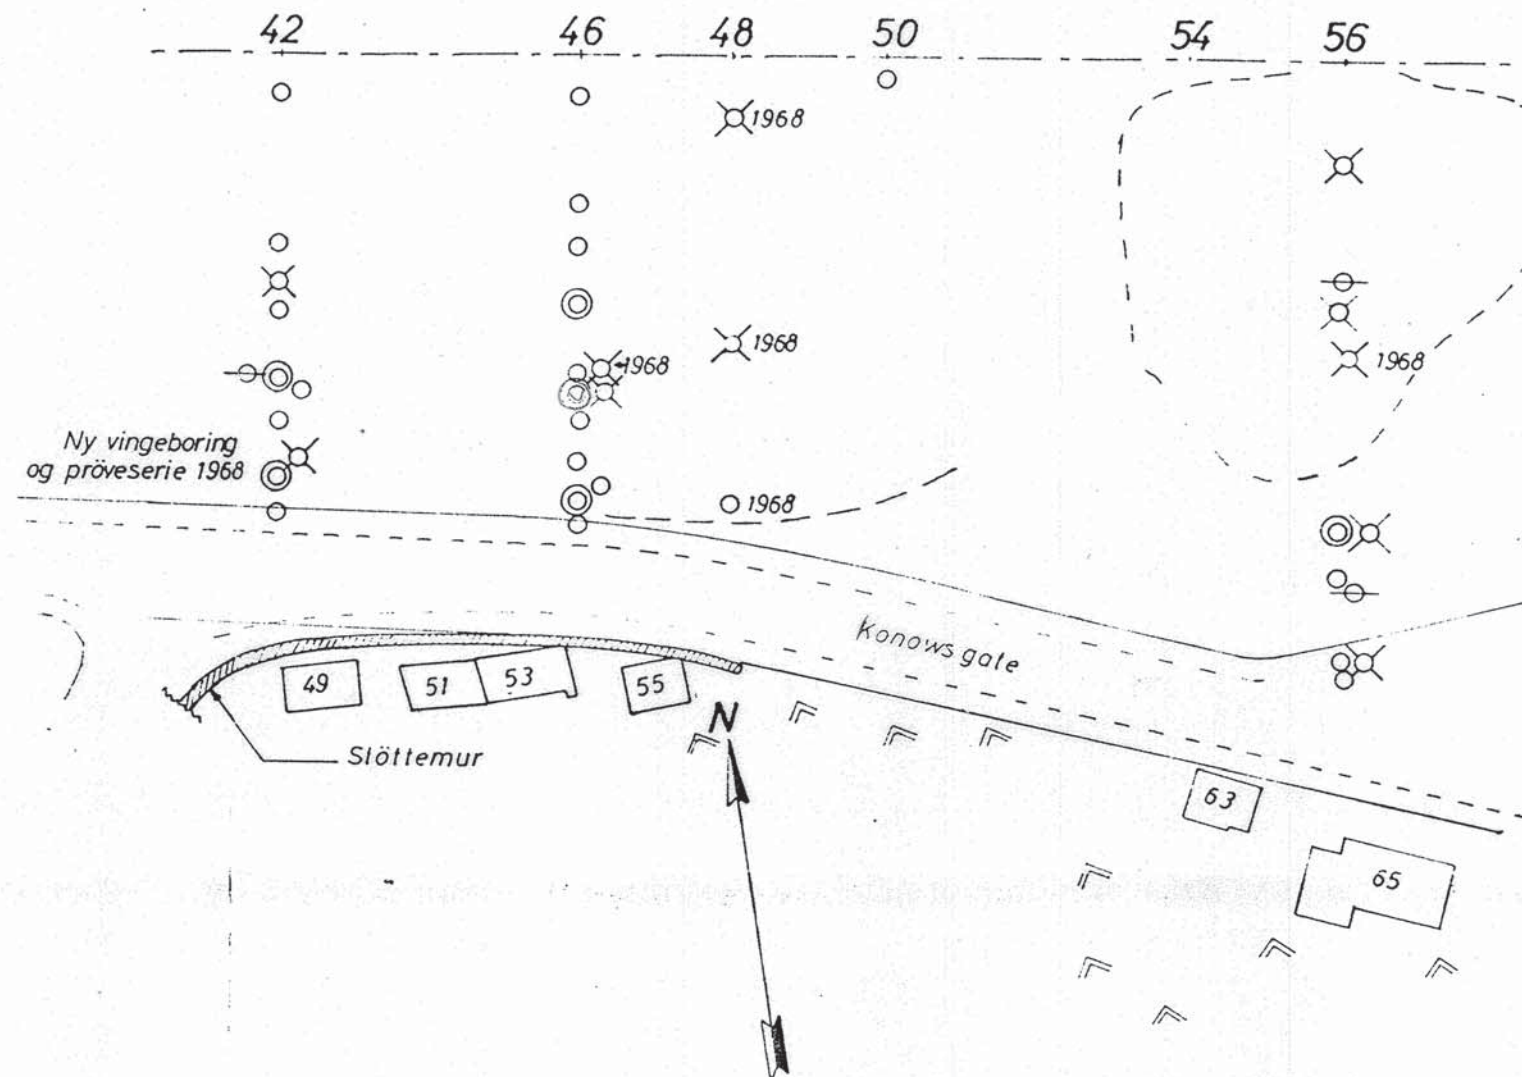 42 46 48 50 54 56
1968
1968
1968
1968
Ny vingeboring
og pröveserie 1968
1968
Konows gate
49 51 53 55
N
Slöttemur
63
65